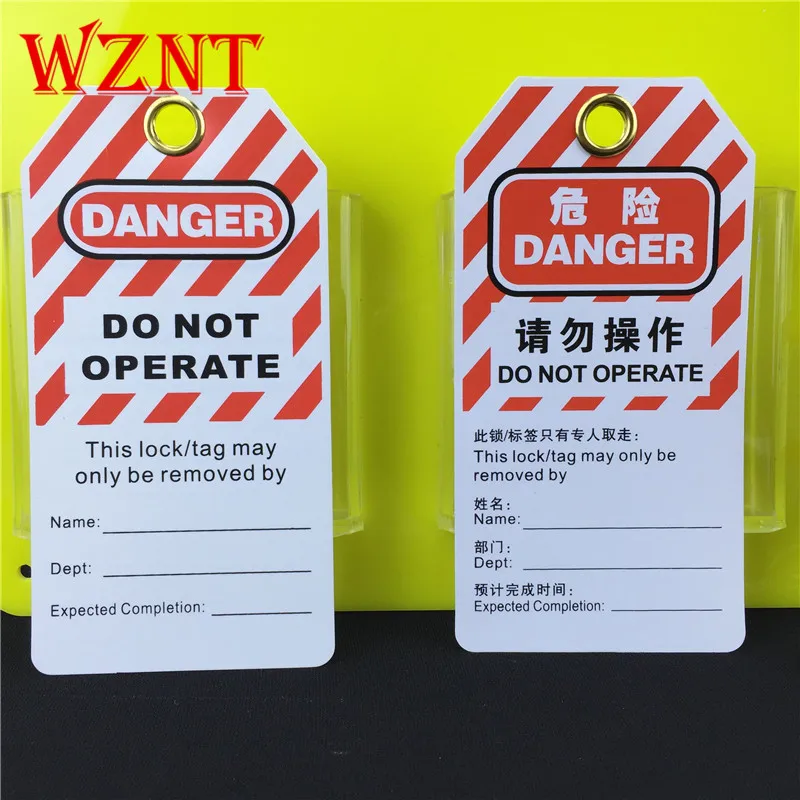 WZNT
DANGER
DO NOT
OPERATE
This lock/tag may
only be removed by
Name:
Dept:
Expected Completion:
危险
DANGER
请勿操作
DO NOT OPERATE
此锁/标签只有专人取走：
This lock/tag may only be
removed by
姓名：
Name:
部门：
Dept:
预计完成时间：
Expected Completion: